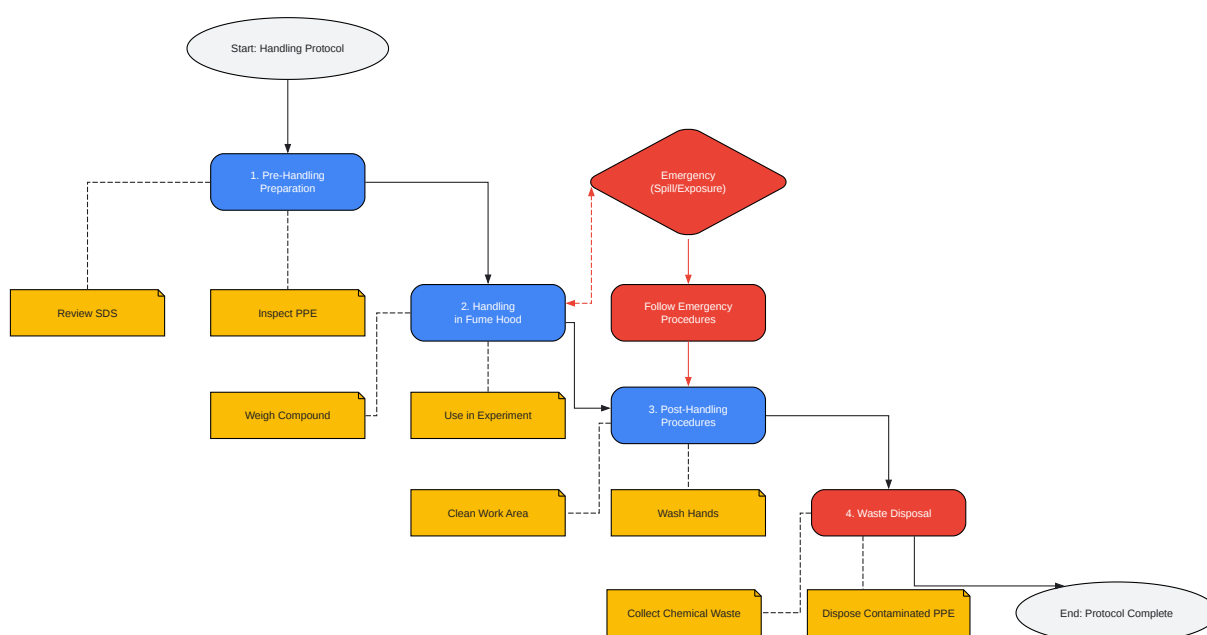 Start: Handling Protocol
1. Pre-Handling
Preparation
Emergency
(Spill/Exposure)
Review SDS
Inspect PPE
2. Handling
in Fume Hood
Follow Emergency
Procedures
Weigh Compound
Use in Experiment
3. Post-Handling
Procedures
Clean Work Area
Wash Hands
4. Waste Disposal
Collect Chemical Waste
Dispose Contaminated PPE
End: Protocol Complete